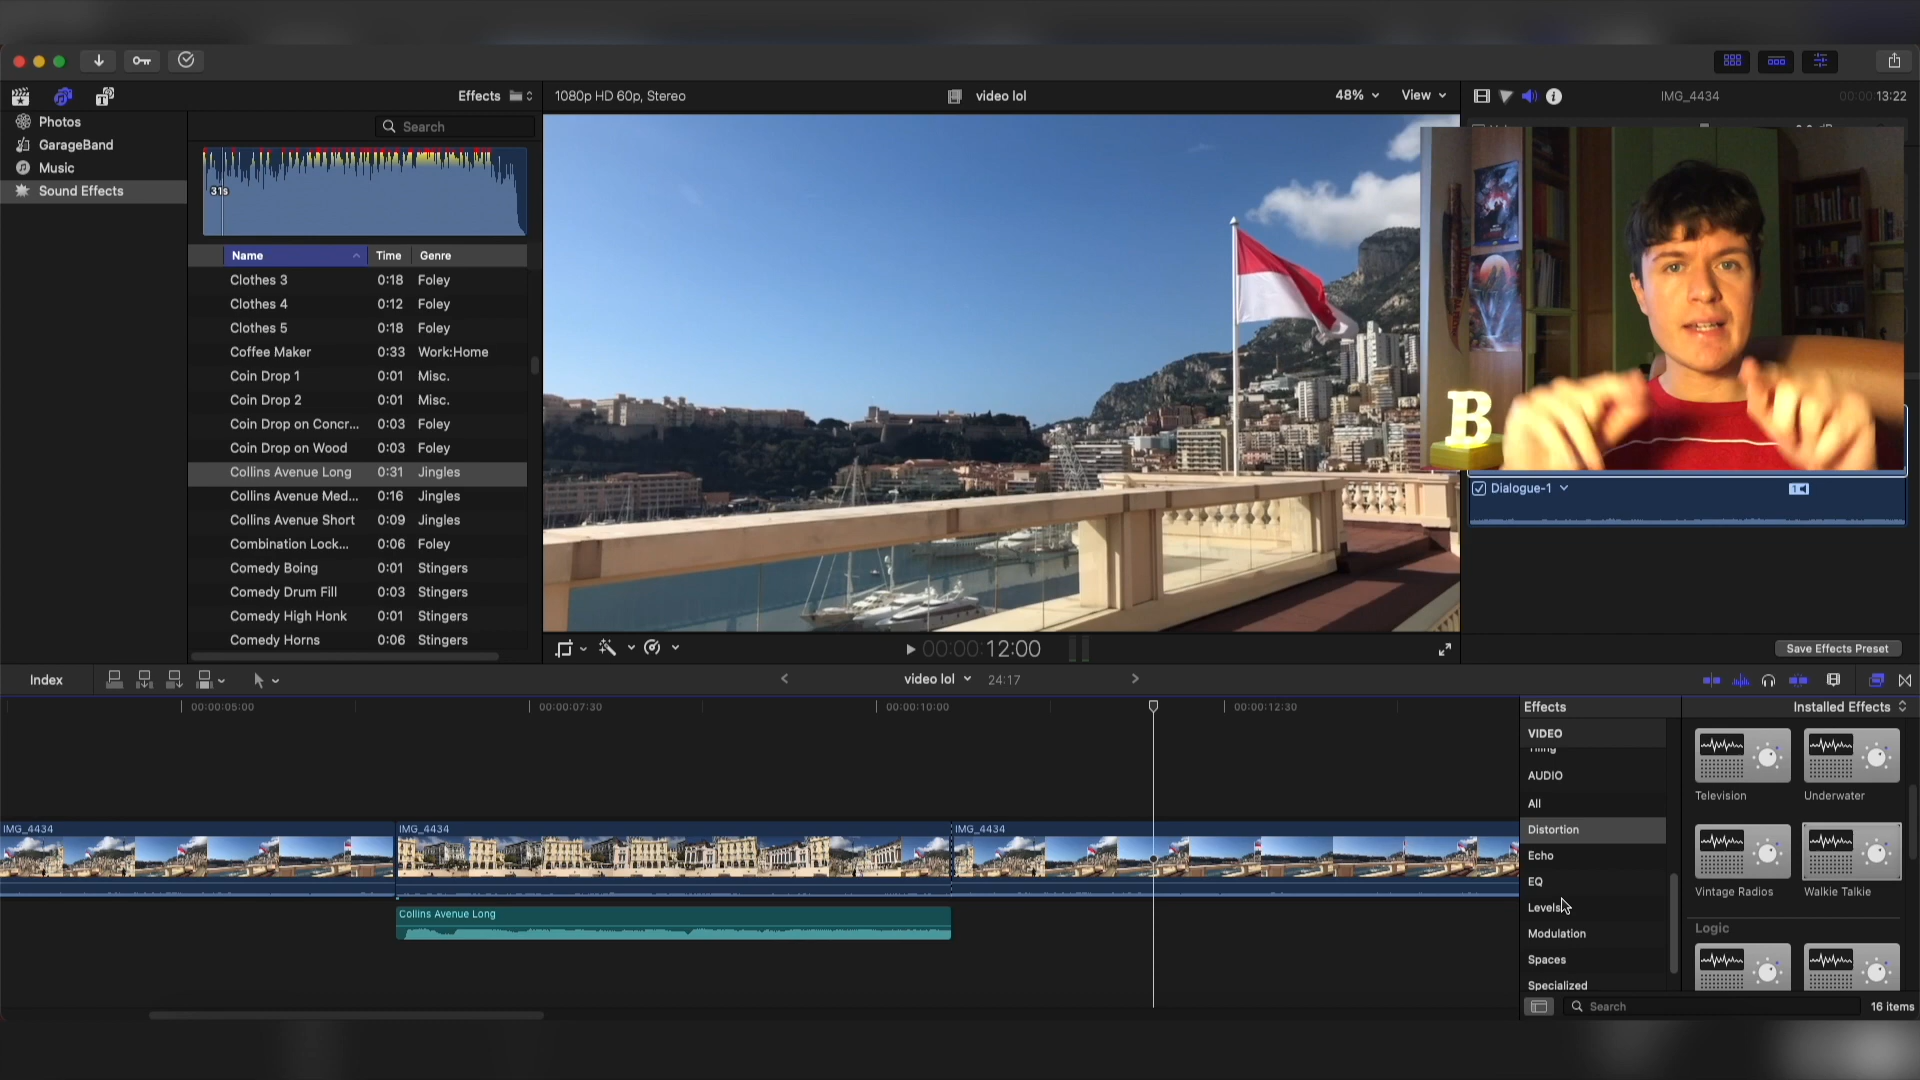 Effects
1080p HD 60p, Stereo
video lol
48%
View
IMG_4434
00:00:13:22
Photos
GarageBand
Music
Sound Effects
Search
31s
Name Time Genre
Clothes 3 0:18 Foley
Clothes 4 0:12 Foley
Clothes 5 0:18 Foley
Coffee Maker 0:33 Work:Home
Coin Drop 1 0:01 Misc.
Coin Drop 2 0:01 Misc.
Coin Drop on Concr... 0:03 Foley
Coin Drop on Wood 0:03 Foley
Collins Avenue Long 0:31 Jingles
Collins Avenue Med... 0:16 Jingles
Collins Avenue Short 0:09 Jingles
Combination Lock... 0:06 Foley
Comedy Boing 0:01 Stingers
Comedy Drum Fill 0:03 Stingers
Comedy High Honk 0:01 Stingers
Comedy Horns 0:06 Stingers
B
Dialogue-1
00:00:12:00
Save Effects Preset
Index
video lol
24:17
00:00:05:00
00:00:07:30
00:00:10:00
00:00:12:30
IMG_4434
IMG_4434
IMG_4434
Collins Avenue Long
Effects
Installed Effects
VIDEO
Tiling
AUDIO
All
Distortion
Echo
EQ
Levels
Modulation
Spaces
Specialized
Television
Underwater
Vintage Radios
Walkie Talkie
Logic
Search
16 items